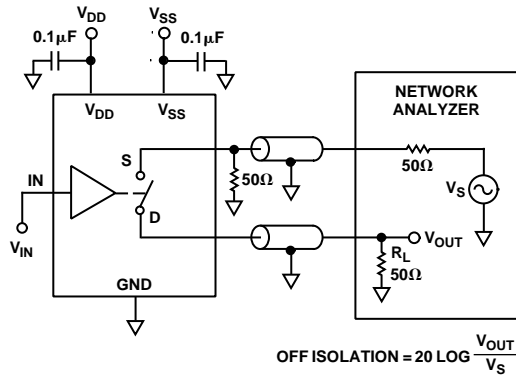 VDD
VSS
0.1µF
0.1µF
VDD
VSS
NETWORK
ANALYZER
S
50Ω
50Ω
VS
IN
D
VIN
VOUT
RL
50Ω
GND
OFF ISOLATION = 20 LOG VOUT
VS